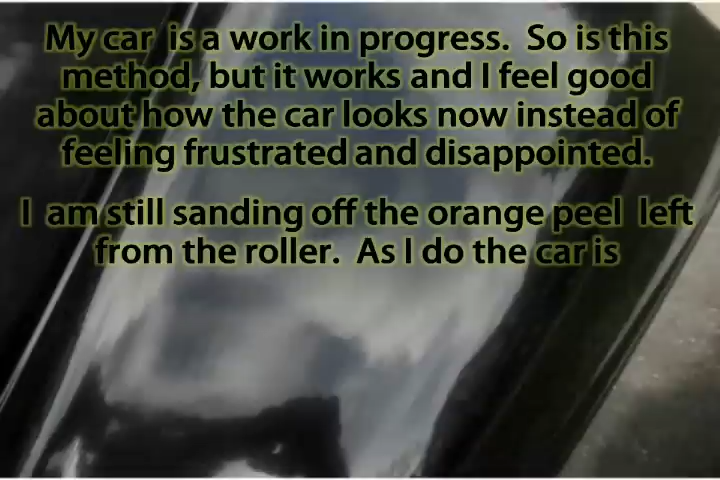 My car is a work in progress. So is this
method, but it works and I feel good
about how the car looks now instead of
feeling frustrated and disappointed.
I am still sanding off the orange peel left
from the roller. As I do the car is